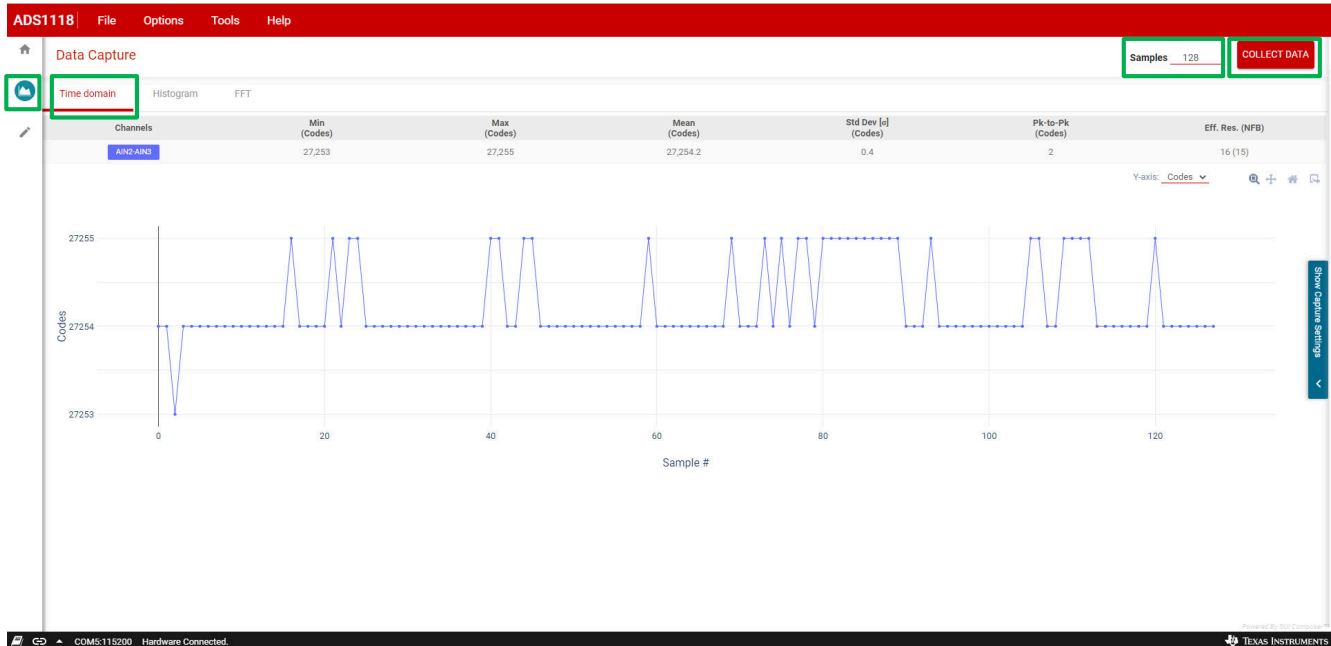 ADS1118 File Options Tools Help
Data Capture
Samples 128
COLLECT DATA
Time domain Histogram FFT
Channels Min (Codes) Max (Codes) Mean (Codes) Std Dev [σ] (Codes) Pk-to-Pk (Codes) Eff. Res. (NFB)
AIN2-AIN3 27,253 27,255 27,254.2 0.4 2 16 (15)
Y-axis: Codes
27255
27254
27253
Codes
0 20 40 60 80 100 120
Sample #
Show Capture Settings
Powered By GUI Composer™
COM5:115200 Hardware Connected.
TEXAS INSTRUMENTS